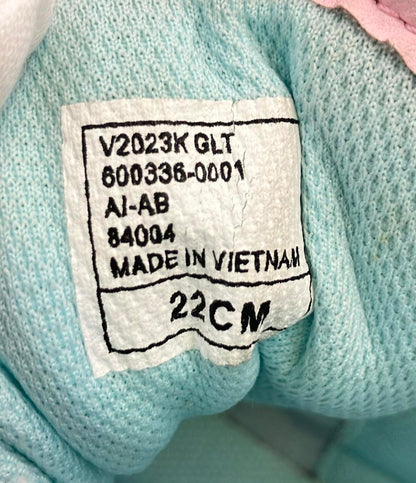 V2023K GLT
600336-0001
AI-AB
84004
MADE IN VIETNAM
22CM